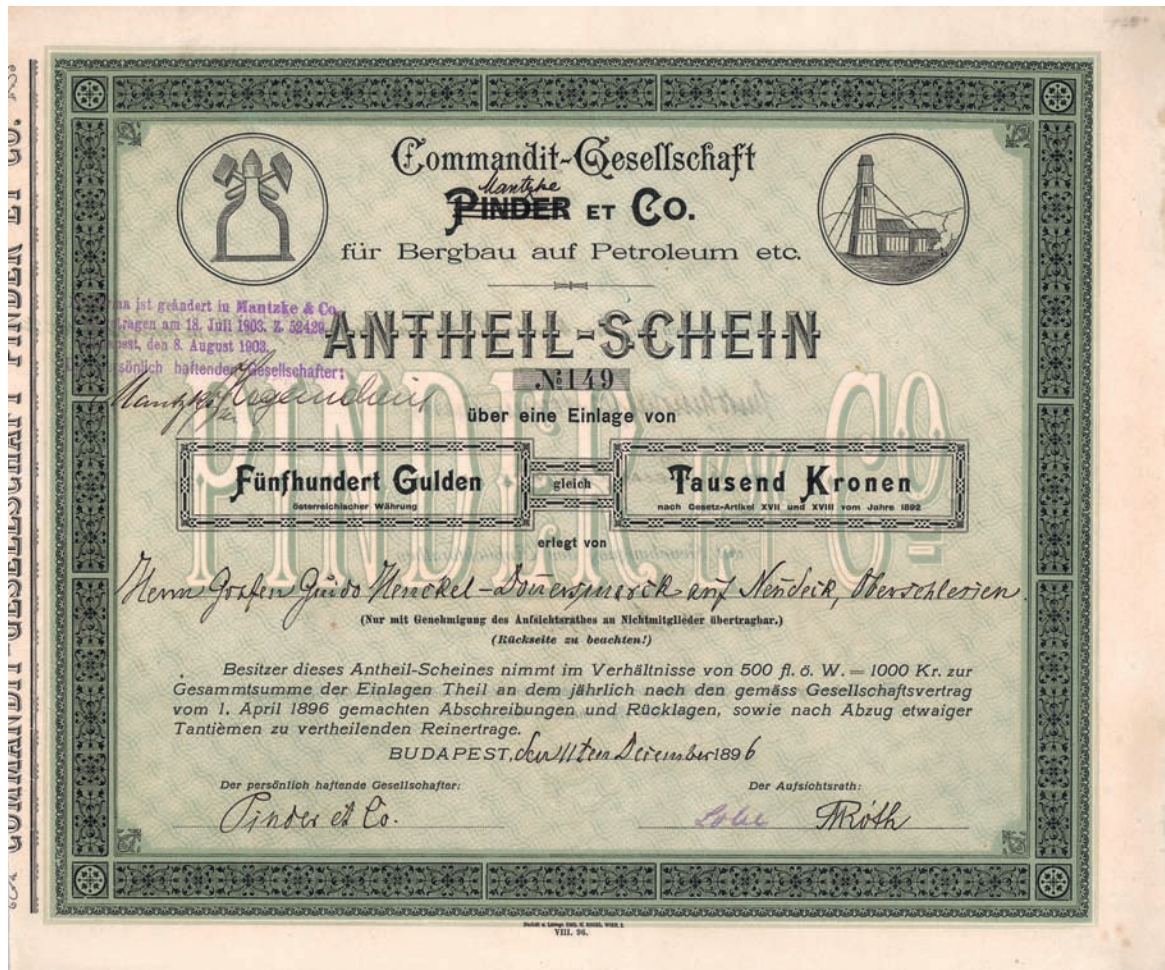 Commandit-Gesellschaft
Mantzke
PINDER ET CO.
für Bergbau auf Petroleum etc.
ist geändert in Mantzke & Co.
tragen am 18. Juli 1903. Z. 52429.
pest, den 8. August 1903.
sönlich haftenden Gesellschafter:
Mantzke
ANTHEIL-SCHEIN
№ 149
über eine Einlage von
Fünfhundert Gulden
österreichischer Währung
gleich
Tausend Kronen
nach Gesetz-Artikel XVII und XVIII vom Jahre 1892
PINDER ET CO
erlegt von
Herrn Grafen Guido Henckel-Donersmarck auf Neudeck, Oberschlesien.
(Nur mit Genehmigung des Aufsichtsrathes an Nichtmitglieder übertragbar.)
(Rückseite zu beachten!)
Besitzer dieses Antheil-Scheines nimmt im Verhältnisse von 500 fl. ö. W. = 1000 Kr. zur
Gesammtsumme der Einlagen Theil an dem jährlich nach den gemäss Gesellschaftsvertrag
vom 1. April 1896 gemachten Abschreibungen und Rücklagen, sowie nach Abzug etwaiger
Tantièmen zu vertheilenden Reinertrage.
BUDAPEST, den 11ten December 1896
Der persönlich haftende Gesellschafter:
Der Aufsichtsrath:
Pinder et Co.
Róth
VIII. 96.
COMMANDIT-GESELLSCHAFT PINDER ET CO.